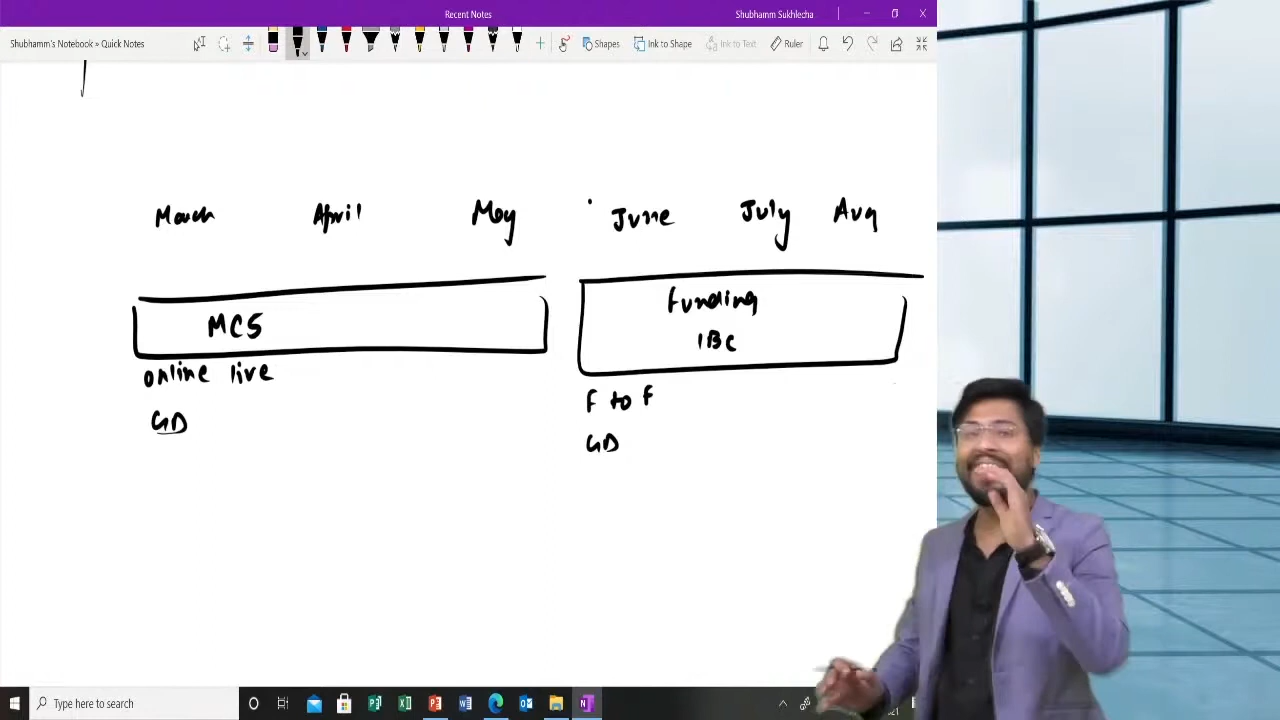 Recent Notes
Shubhamm Sukhlecha
Shubhamm's Notebook » Quick Notes
Shapes
Ink to Shape
Ink to Text
Ruler
March April May June July Aug
MCS
Funding
IBC
online live
GD
F to F
GD
Type here to search